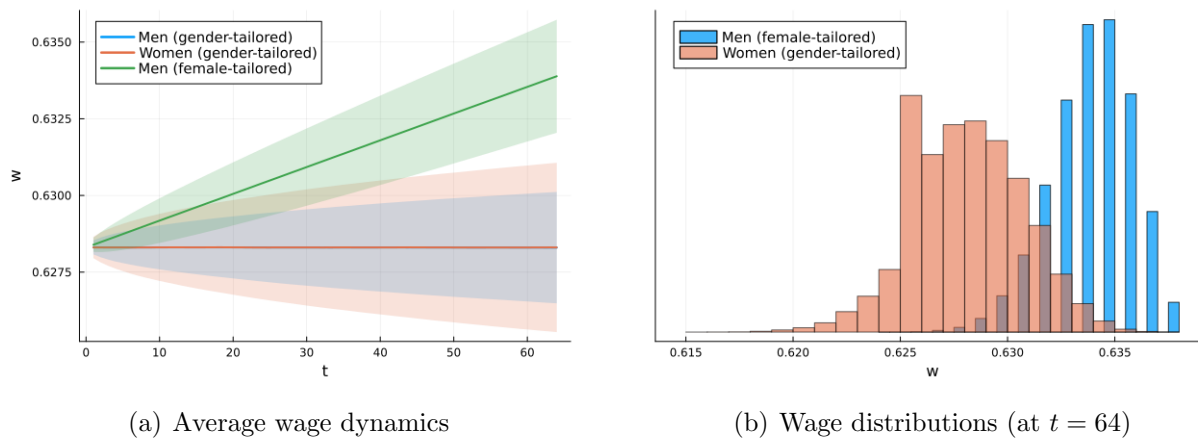 0.6350
0.6325
0.6300
0.6275
w
Men (gender-tailored)
Women (gender-tailored)
Men (female-tailored)
0 10 20 30 40 50 60
t
Men (female-tailored)
Women (gender-tailored)
0.615 0.620 0.625 0.630 0.635
w
(a) Average wage dynamics
(b) Wage distributions (at t = 64)